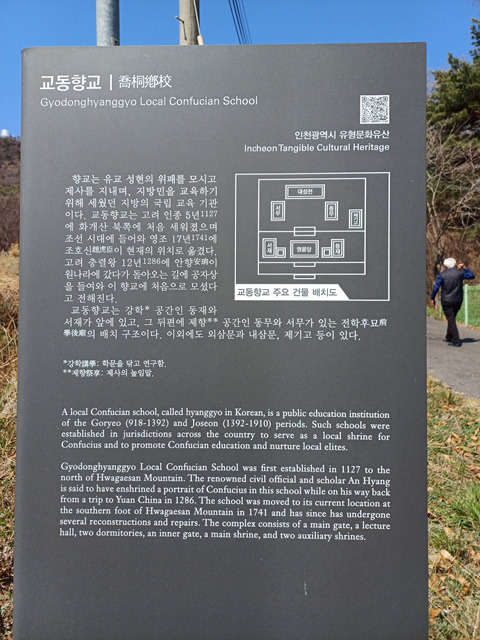 교동향교 | 喬桐鄕校
Gyodonghyanggyo Local Confucian School
인천광역시 유형문화유산
Incheon Tangible Cultural Heritage
향교는 유교 성현의 위패를 모시고
제사를 지내며, 지방민을 교육하기
위해 세웠던 지방의 국립 교육 기관
이다. 교동향교는 고려 인종 5년1127
에 화개산 북쪽에 처음 세워졌으며
조선 시대에 들어와 영조 17년1741에
조호신趙虎臣이 현재의 위치로 옮겼다.
고려 충렬왕 12년1286에 안향安珦이
원나라에 갔다가 돌아오는 길에 공자상
을 들여와 이 향교에 처음으로 모셨다
고 전해진다.
교동향교는 강학* 공간인 동재와
서재가 앞에 있고, 그 뒤편에 제향** 공간인 동무와 서무가 있는 전학후묘前
學後廟의 배치 구조이다. 이외에도 외삼문과 내삼문, 제기고 등이 있다.
대성전
서무
동무
제기고
서재
명륜당
동재
교동향교 주요 건물 배치도
*강학講學: 학문을 닦고 연구함.
**제향祭享: 제사의 높임말.
A local Confucian school, called hyanggyo in Korean, is a public education institution
of the Goryeo (918-1392) and Joseon (1392-1910) periods. Such schools were
established in jurisdictions across the country to serve as a local shrine for
Confucius and to promote Confucian education and nurture local elites.
Gyodonghyanggyo Local Confucian School was first established in 1127 to the
north of Hwagaesan Mountain. The renowned civil official and scholar An Hyang
is said to have enshrined a portrait of Confucius in this school while on his way back
from a trip to Yuan China in 1286. The school was moved to its current location at
the southern foot of Hwagaesan Mountain in 1741 and has since has undergone
several reconstructions and repairs. The complex consists of a main gate, a lecture
hall, two dormitories, an inner gate, a main shrine, and two auxiliary shrines.